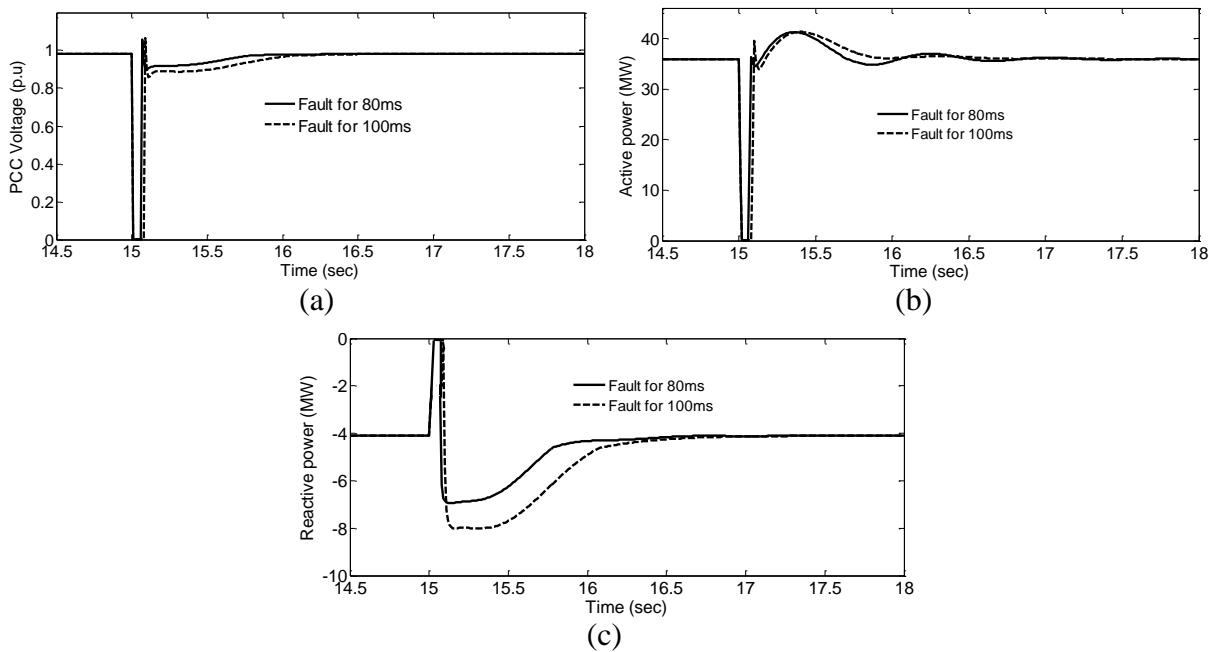 PCC Voltage (p.u)
1
0.8
0.6
0.4
0.2
0
Fault for 80ms
Fault for 100ms
14.5 15 15.5 16 16.5 17 17.5 18
Time (sec)
(a)
Active power (MW)
40
30
20
10
0
Fault for 80ms
Fault for 100ms
14.5 15 15.5 16 16.5 17 17.5 18
Time (sec)
(b)
Reactive power (MW)
0
-2
-4
-6
-8
-10
Fault for 80ms
Fault for 100ms
14.5 15 15.5 16 16.5 17 17.5 18
Time (sec)
(c)